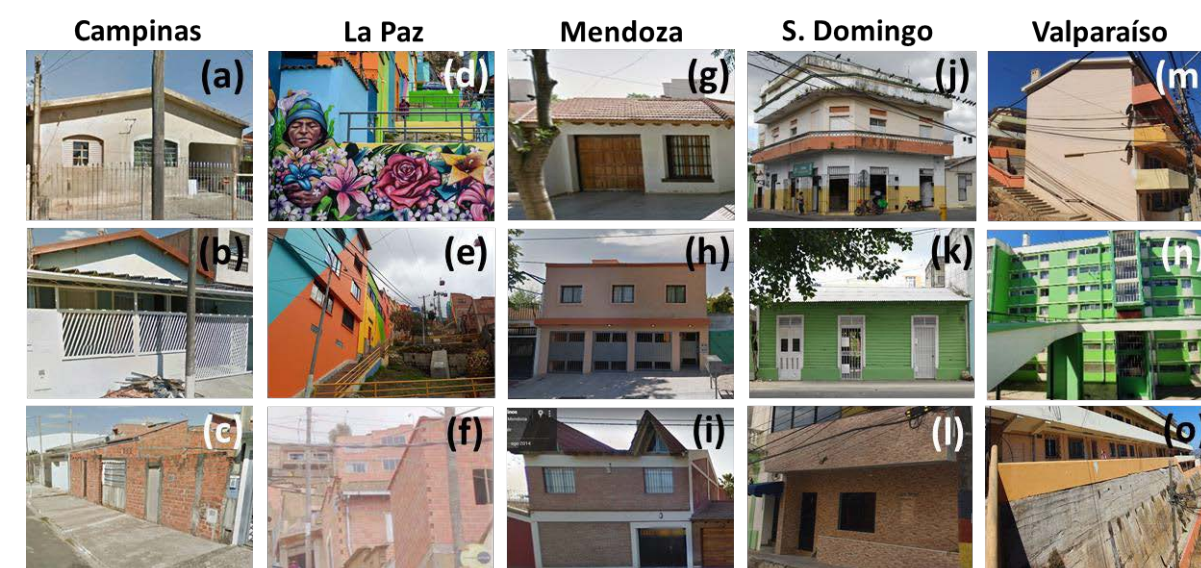 Campinas La Paz Mendoza S. Domingo Valparaíso
(a) (d) (g) (j) (m
(b) (e) (h) (k) (n)
(c) (f) (i) (l) (o)